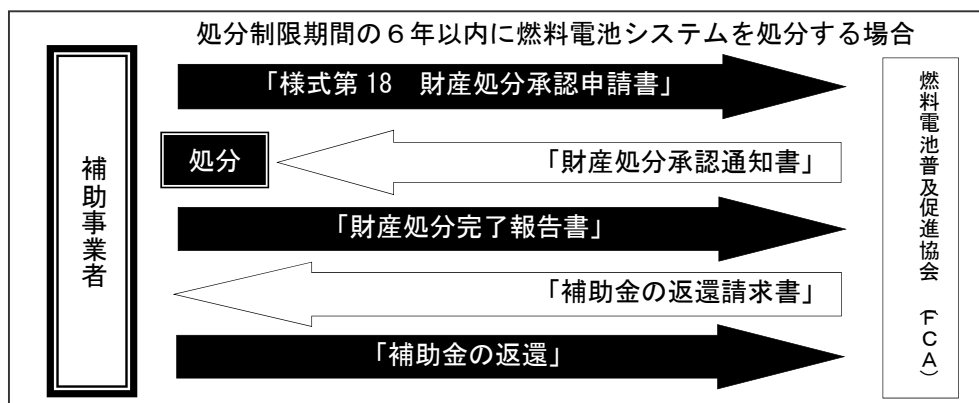 処分制限期間の６年以内に燃料電池システムを処分する場合
補助事業者
「様式第 18　財産処分承認申請書」
処分
「財産処分承認通知書」
「財産処分完了報告書」
「補助金の返還請求書」
「補助金の返還」
燃料電池普及促進協会（FCA）